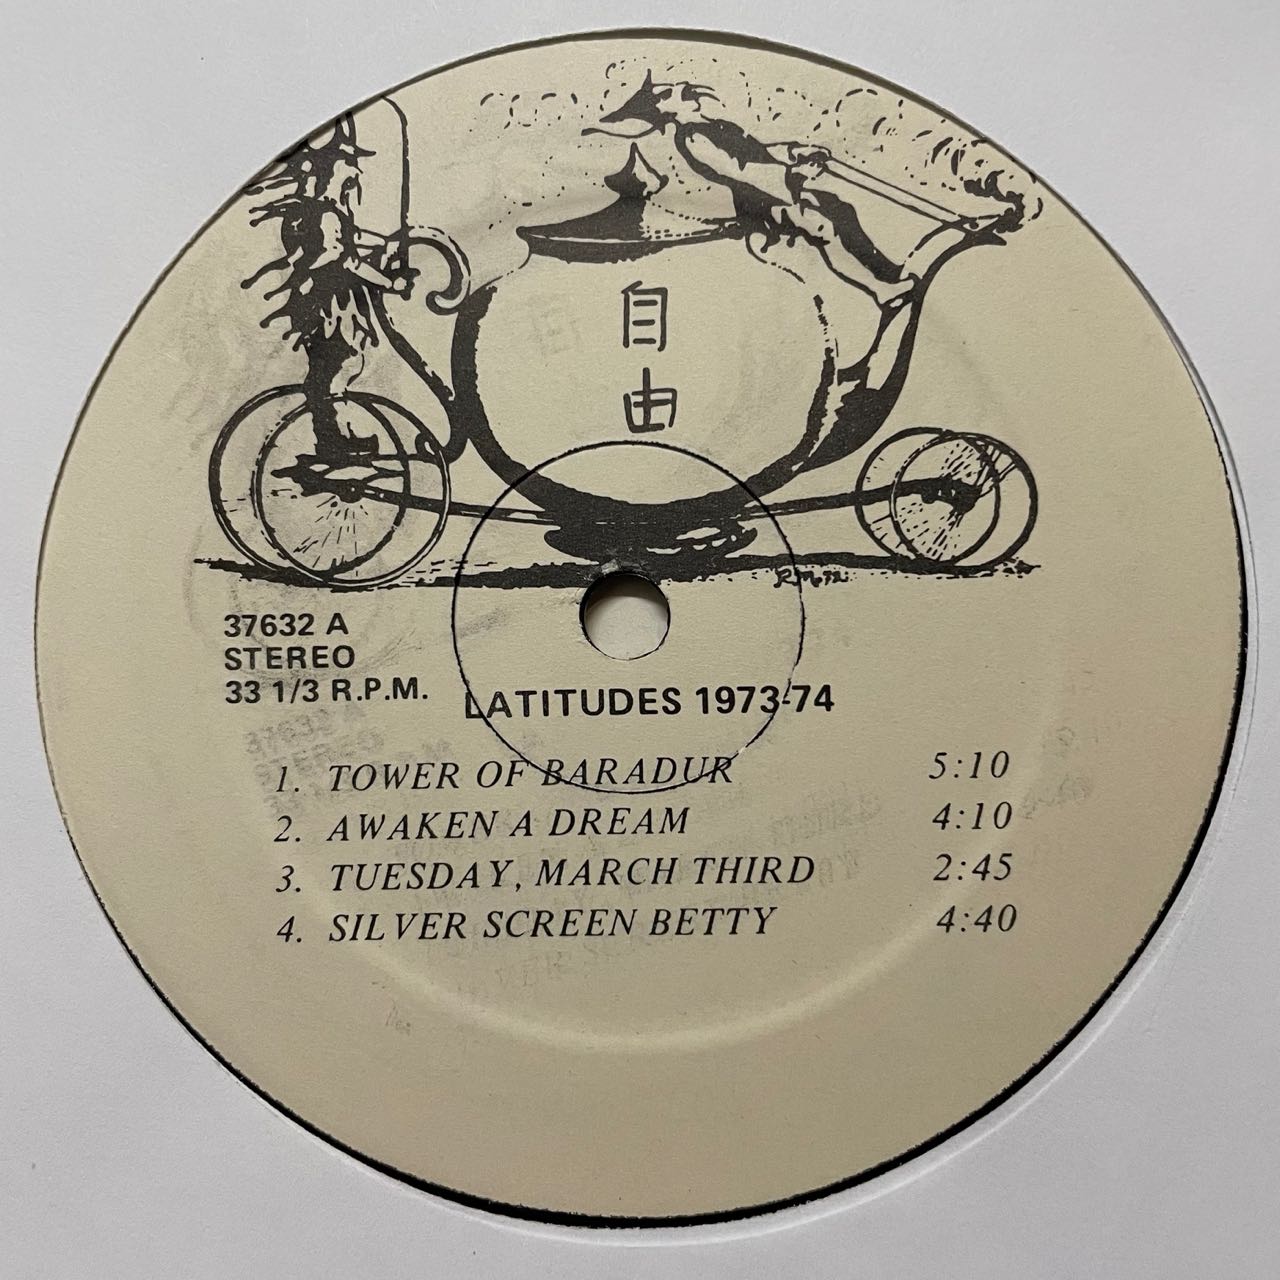 自
由
37632 A
STEREO
33 1/3 R.P.M.
LATITUDES 1973-74
1. TOWER OF BARADUR 5:10
2. AWAKEN A DREAM 4:10
3. TUESDAY, MARCH THIRD 2:45
4. SILVER SCREEN BETTY 4:40